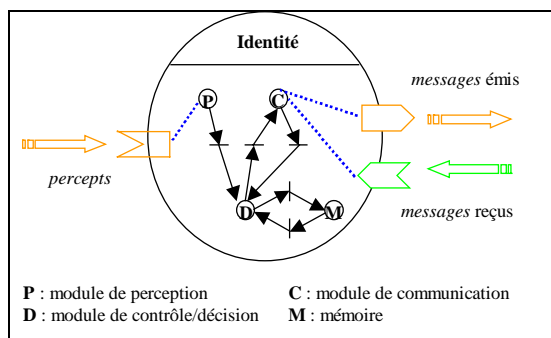 Identité
messages émis
P
C
percepts
messages reçus
D
M
P : module de perception
C : module de communication
D : module de contrôle/décision
M : mémoire